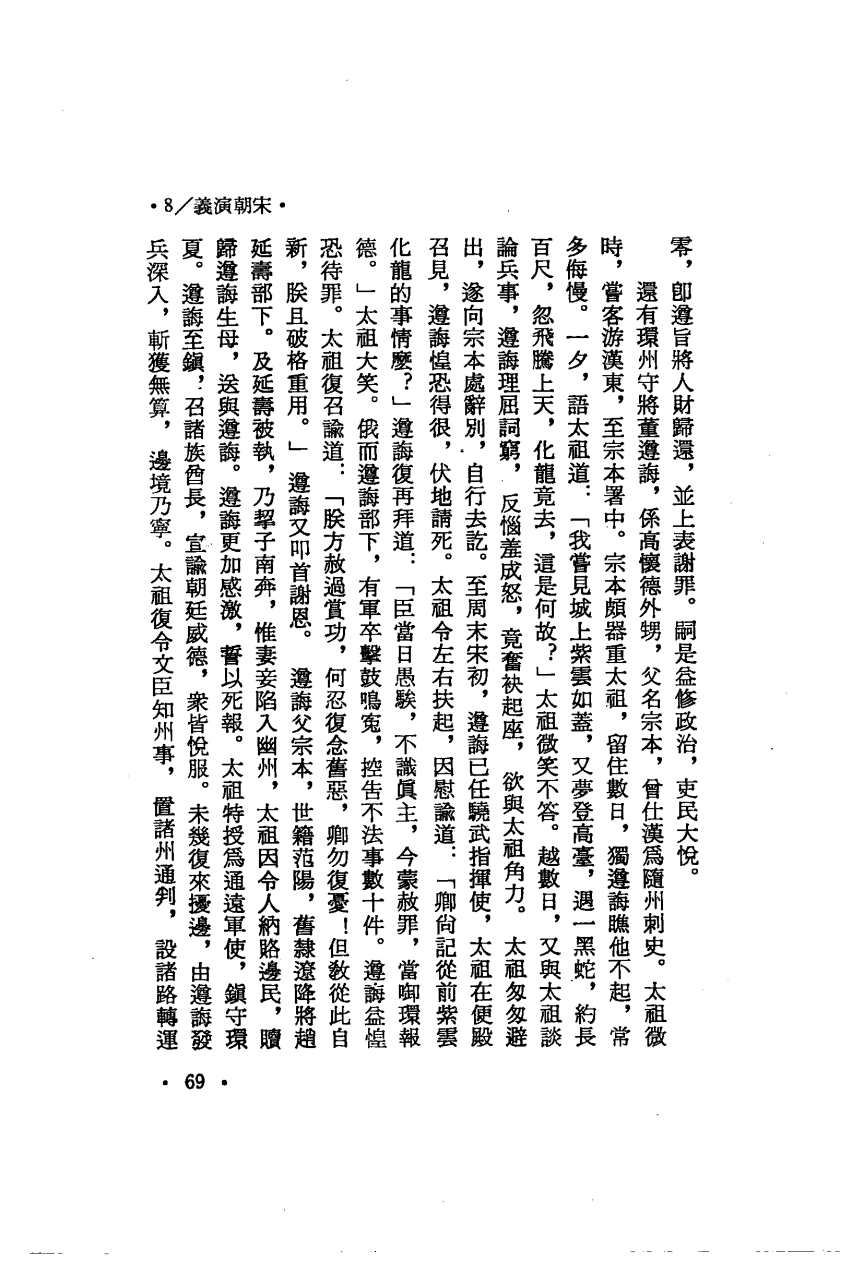 ·宋朝演義／8·
零，卽遵旨將人財歸還，並上表謝罪。嗣是益修政治，吏民大悅。
還有環州守將董遵誨，係高懷德外甥，父名宗本，曾仕漢爲隨州刺史。太祖微
時，嘗客游漢東，至宗本署中。宗本頗器重太祖，留住數日，獨遵誨瞧他不起，常
多侮慢。一夕，語太祖道：「我嘗見城上紫雲如蓋，又夢登高臺，遇一黑蛇，約長
百尺，忽飛騰上天，化龍竟去，這是何故？」太祖微笑不答。越數日，又與太祖談
論兵事，遵誨理屈詞窮，反惱羞成怒，竟奮袂起座，欲與太祖角力。太祖匆匆避
出，遂向宗本處辭別，自行去訖。至周末宋初，遵誨已任驍武指揮使，太祖在便殿
召見，遵誨惶恐得很，伏地請死。太祖令左右扶起，因慰諭道：「卿尙記從前紫雲
化龍的事情麼？」遵誨復再拜道：「臣當日愚騃，不識眞主，今蒙赦罪，當啣環報
德。」太祖大笑。俄而遵誨部下，有軍卒擊鼓鳴寃，控吿不法事數十件。遵誨益惶
恐待罪。太祖復召諭道：「朕方赦過賞功，何忍復念舊惡，卿勿復憂！但敎從此自
新，朕且破格重用。」遵誨又叩首謝恩。遵誨父宗本，世籍范陽，舊隸遼降將趙
延壽部下。及延壽被執，乃挈子南奔，惟妻妾陷入幽州，太祖因令人納賂邊民，贖
歸遵誨生母，送與遵誨。遵誨更加感激，誓以死報。太祖特授爲通遠軍使，鎭守環
夏。遵誨至鎭，召諸族酋長，宣諭朝廷威德，衆皆悅服。未幾復來擾邊，由遵誨發
兵深入，斬獲無算，邊境乃寧。太祖復令文臣知州事，置諸州通判，設諸路轉運
·69·